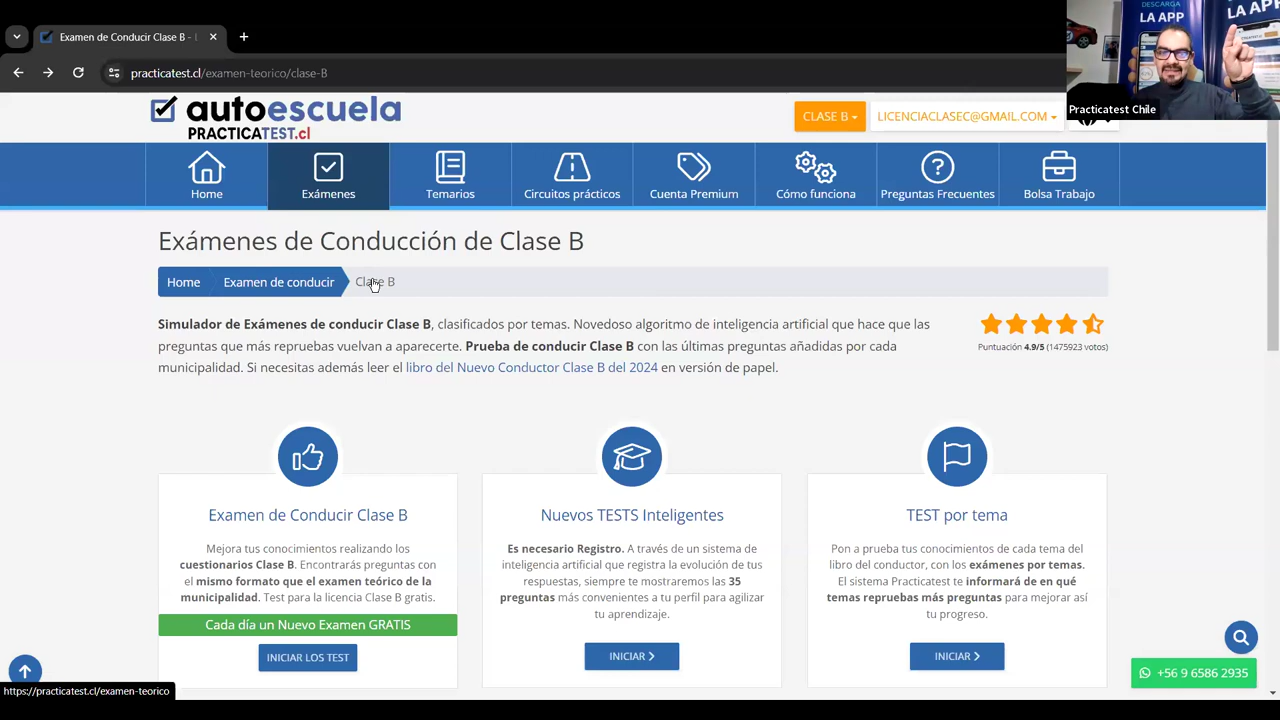 Examen de Conducir Clase B - 
practicatest.cl/examen-teorico/clase-B
DESCARGA
LA APP
LA APP
Practicatest Chile
autoescuela
PRACTICATEST.cl
CLASE B
LICENCIACLASEC@GMAIL.COM
Home
Exámenes
Temarios
Circuitos prácticos
Cuenta Premium
Cómo funciona
Preguntas Frecuentes
Bolsa Trabajo
Exámenes de Conducción de Clase B
Home
Examen de conducir
Clase B
Simulador de Exámenes de conducir Clase B, clasificados por temas. Novedoso algoritmo de inteligencia artificial que hace que las
preguntas que más repruebas vuelvan a aparecerte. Prueba de conducir Clase B con las últimas preguntas añadidas por cada
municipalidad. Si necesitas además leer el libro del Nuevo Conductor Clase B del 2024 en versión de papel.
Puntuación 4.9/5 (1475923 votos)
Examen de Conducir Clase B
Mejora tus conocimientos realizando los
cuestionarios Clase B. Encontrarás preguntas con
el mismo formato que el examen teórico de la
municipalidad. Test para la licencia Clase B gratis.
Cada día un Nuevo Examen GRATIS
INICIAR LOS TEST
Nuevos TESTS Inteligentes
Es necesario Registro. A través de un sistema de
inteligencia artificial que registra la evolución de tus
respuestas, siempre te mostraremos las 35
preguntas más convenientes a tu perfil para agilizar
tu aprendizaje.
INICIAR
TEST por tema
Pon a prueba tus conocimientos de cada tema del
libro del conductor, con los exámenes por temas.
El sistema Practicatest te informará de en qué
temas repruebas más preguntas para mejorar así
tu progreso.
INICIAR
+56 9 6586 2935
https://practicatest.cl/examen-teorico